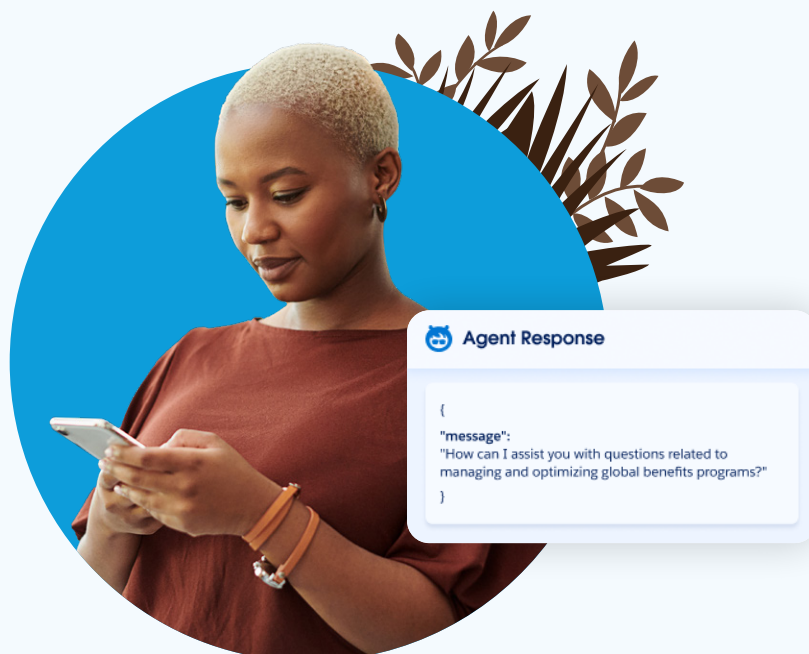 Agent Response
{
"message":
"How can I assist you with questions related to
managing and optimizing global benefits programs?"
}